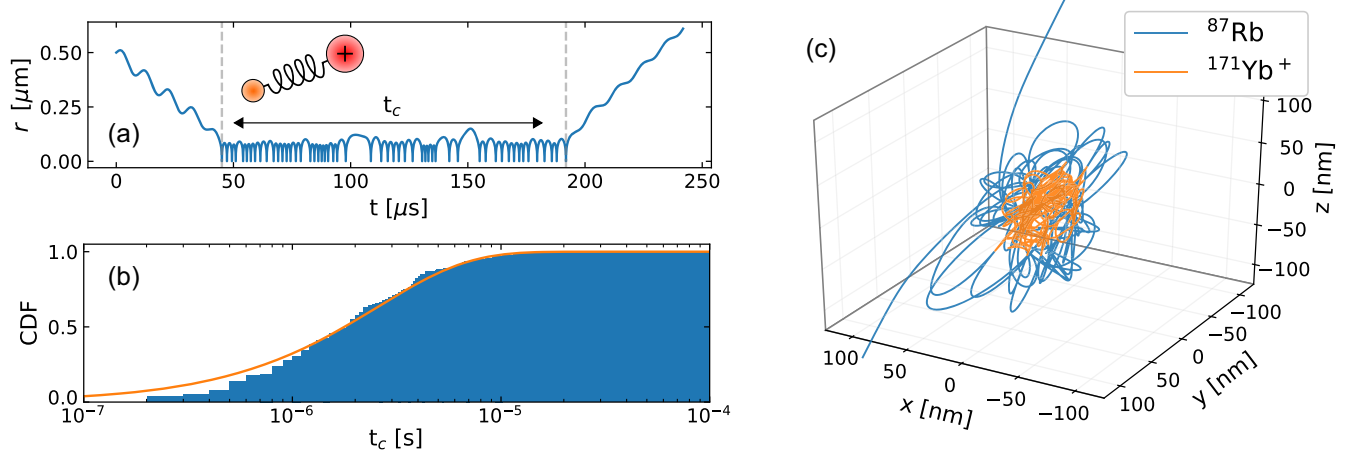 0.50
0.25
0.00
r [μm]
(a)
+
t_c
0
50
100
150
200
250
t [μs]
1.0
0.5
0.0
CDF
(b)
10⁻⁷
10⁻⁶
10⁻⁵
10⁻⁴
t_c [s]
(c)
⁸⁷Rb
¹⁷¹Yb⁺
100
50
0
−50
−100
z [nm]
100
50
0
−50
−100
x [nm]
−100
−50
0
50
100
y [nm]